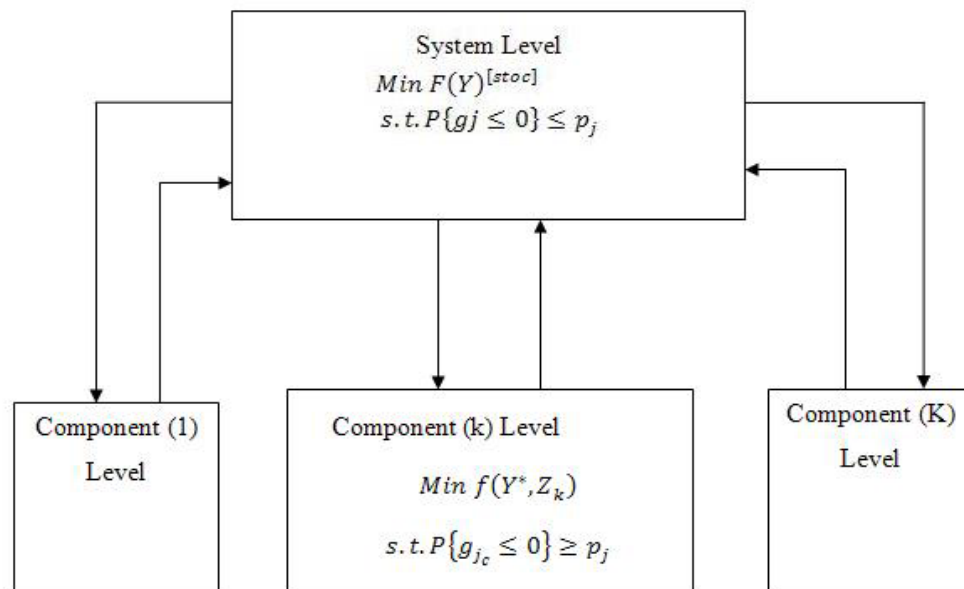 System Level
Min F(Y)^[stoc]
s.t.P{gj ≤ 0} ≤ p_j
Component (1)
Level
Component (k) Level
Min f(Y*,Z_k)
s.t.P{g_{j_c} ≤ 0} ≥ p_j
Component (K)
Level